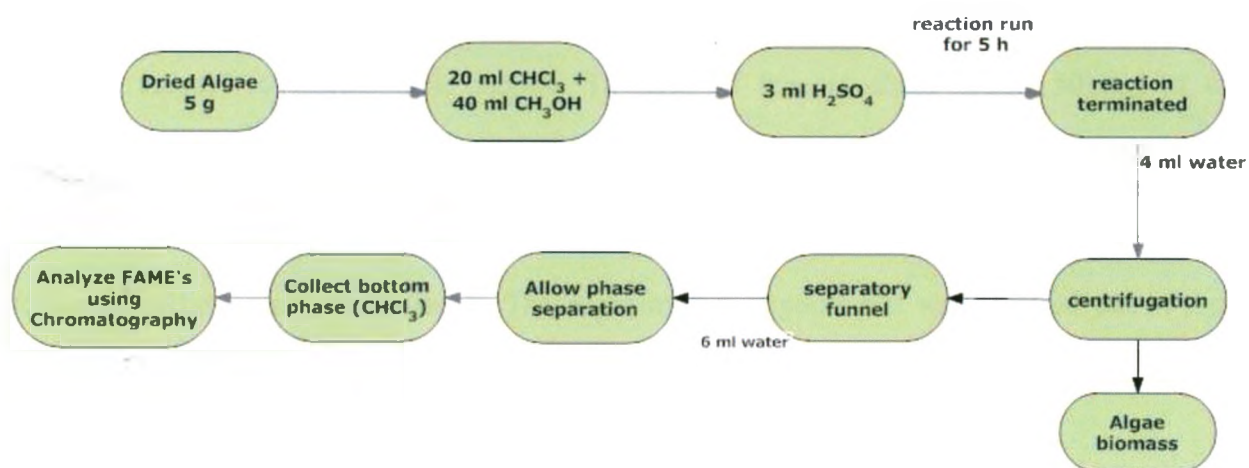 Dried Algae
5 g
20 ml CHCl₃ +
40 ml CH₃OH
3 ml H₂SO₄
reaction run
for 5 h
reaction
terminated
4 ml water
centrifugation
Algae
biomass
separatory
funnel
6 ml water
Allow phase
separation
Collect bottom
phase (CHCl₃)
Analyze FAME's
using
Chromatography